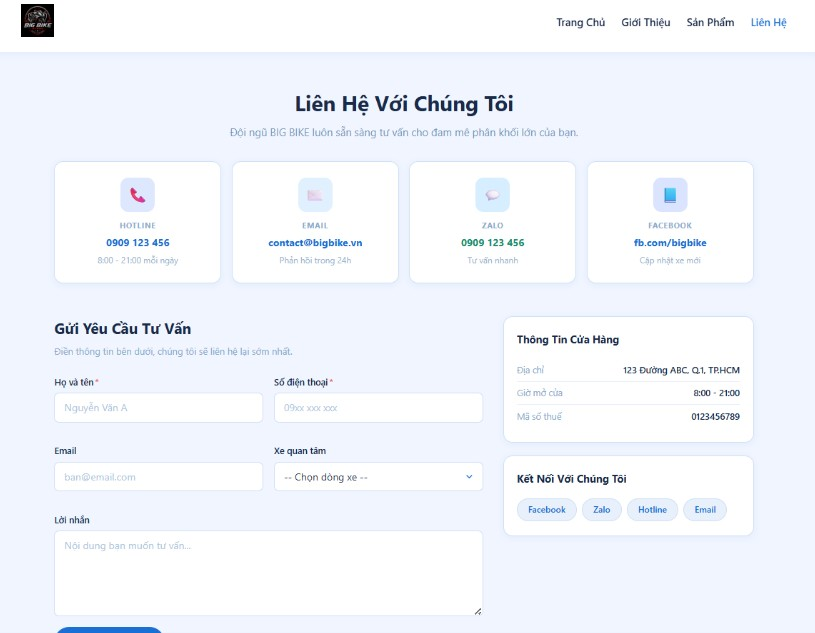 BIG BIKE
Trang Chủ Giới Thiệu Sản Phẩm Liên Hệ
Liên Hệ Với Chúng Tôi
Đội ngũ BIG BIKE luôn sẵn sàng tư vấn cho đam mê phân khối lớn của bạn.
HOTLINE
0909 123 456
8:00 - 21:00 mỗi ngày
EMAIL
contact@bigbike.vn
Phản hồi trong 24h
ZALO
0909 123 456
Tư vấn nhanh
FACEBOOK
fb.com/bigbike
Cập nhật xe mới
Gửi Yêu Cầu Tư Vấn
Điền thông tin bên dưới, chúng tôi sẽ liên hệ lại sớm nhất.
Họ và tên *
Nguyễn Văn A
Số điện thoại *
09xx xxx xxx
Email
ban@email.com
Xe quan tâm
-- Chọn dòng xe --
Lời nhắn
Nội dung bạn muốn tư vấn...
Thông Tin Cửa Hàng
Địa chỉ 123 Đường ABC, Q.1, TP.HCM
Giờ mở cửa 8:00 - 21:00
Mã số thuế 0123456789
Kết Nối Với Chúng Tôi
Facebook Zalo Hotline Email